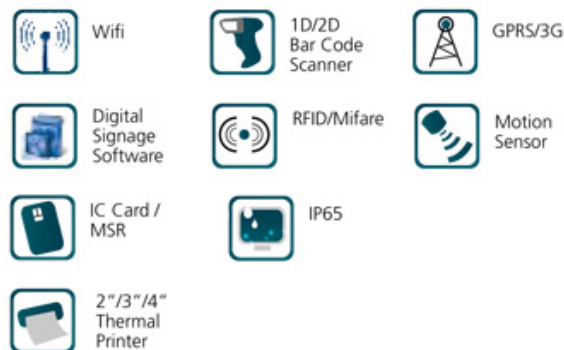 Wifi
1D/2D
Bar Code
Scanner
GPRS/3G
Digital
Signage
Software
RFID/Mifare
Motion
Sensor
IC Card /
MSR
IP65
2"/3"/4"
Thermal
Printer